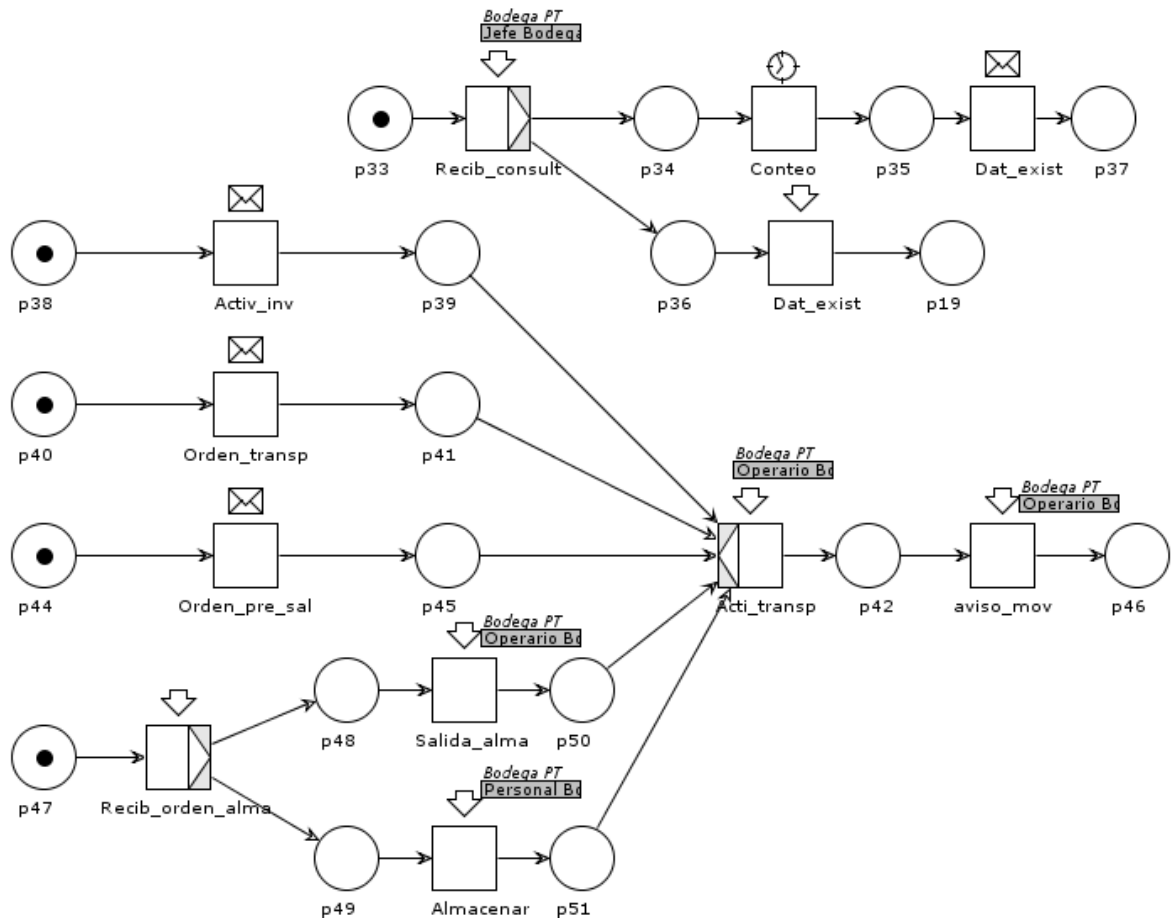 Bodega PT
Jefe Bodega
p33
Recib_consult
p34
Conteo
p35
Dat_exist
p37
p38
Activ_inv
p39
p36
Dat_exist
p19
p40
Orden_transp
p41
Bodega PT
Operario Bo
Bodega PT
Operario Bo
p44
Orden_pre_sal
p45
Acti_transp
p42
aviso_mov
p46
Bodega PT
Operario Bo
p48
Salida_alma
p50
p47
Recib_orden_alma
Bodega PT
Personal Bo
p49
Almacenar
p51